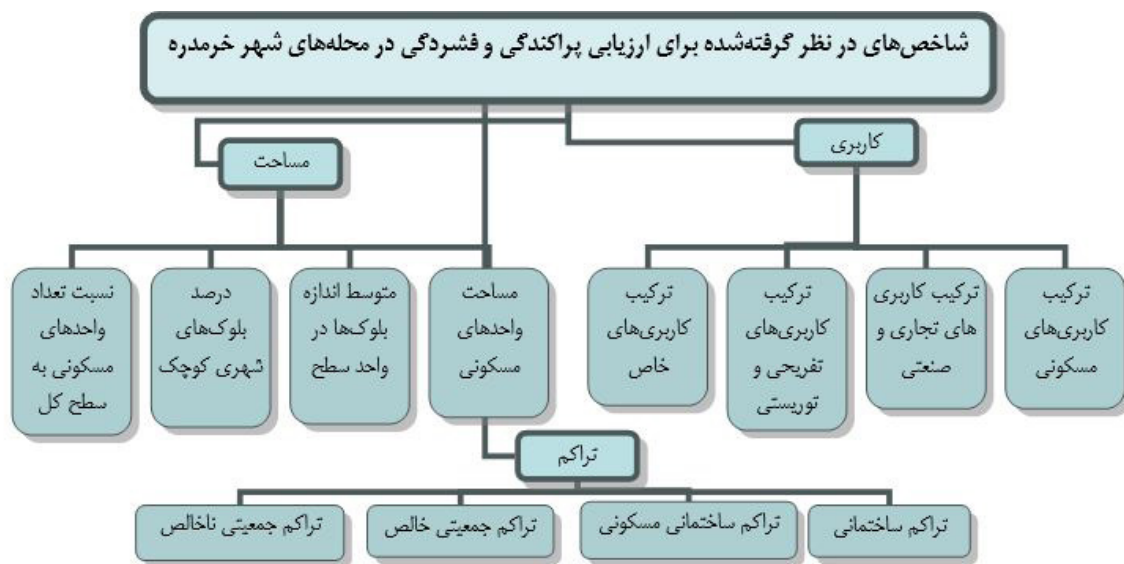 شاخص‌های در نظر گرفته‌شده برای ارزیابی پراکندگی و فشردگی در محله‌های شهر خرمدره
کاربری
مساحت
ترکیب
کاربری‌های
مسکونی
ترکیب کاربری
های تجاری و
صنعتی
ترکیب
کاربری‌های
تفریحی و
توریستی
ترکیب
کاربری‌های
خاص
مساحت
واحدهای
مسکونی
متوسط اندازه
بلوک‌ها در
واحد سطح
درصد
بلوک‌های
شهری کوچک
نسبت تعداد
واحدهای
مسکونی به
سطح کل
تراکم
تراکم ساختمانی
تراکم ساختمانی مسکونی
تراکم جمعیتی خالص
تراکم جمعیتی ناخالص